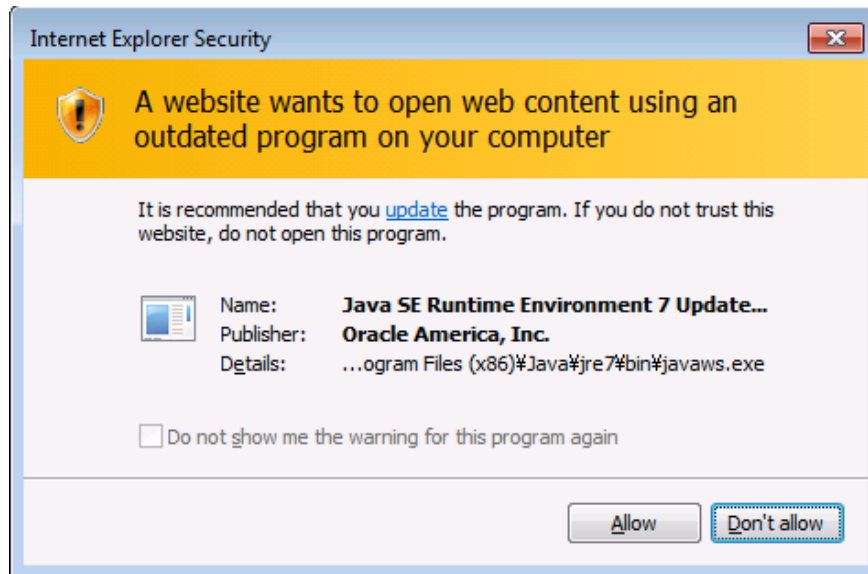 Internet Explorer Security
A website wants to open web content using an
outdated program on your computer
It is recommended that you update the program. If you do not trust this
website, do not open this program.
Name: Java SE Runtime Environment 7 Update...
Publisher: Oracle America, Inc.
Details: ...ogram Files (x86)¥Java¥jre7¥bin¥javaws.exe
Do not show me the warning for this program again
Allow Don't allow